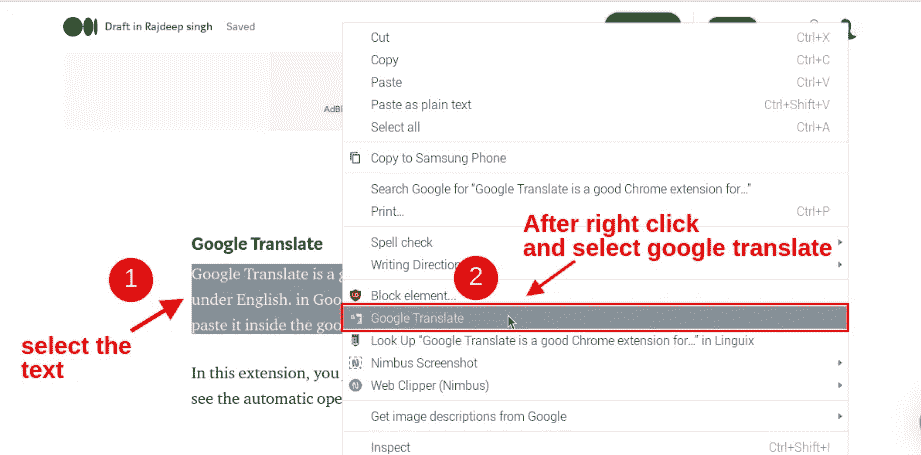 Draft in Rajdeep singh Saved
Cut Ctrl+X
Copy Ctrl+C
Paste Ctrl+V
Paste as plain text Ctrl+Shift+V
Select all Ctrl+A
Copy to Samsung Phone
Search Google for "Google Translate is a good Chrome extension for..."
Print... Ctrl+P
Spell check
Writing Direction
Block element...
Google Translate
Look Up "Google Translate is a good Chrome extension for..." in Linguix
Nimbus Screenshot
Web Clipper (Nimbus)
Get image descriptions from Google
Inspect Ctrl+Shift+I
After right click
and select google translate
1
2
select the
text
Google Translate
Google Translate is a
under English. in
paste it inside the
In this extension, you
see the automatic